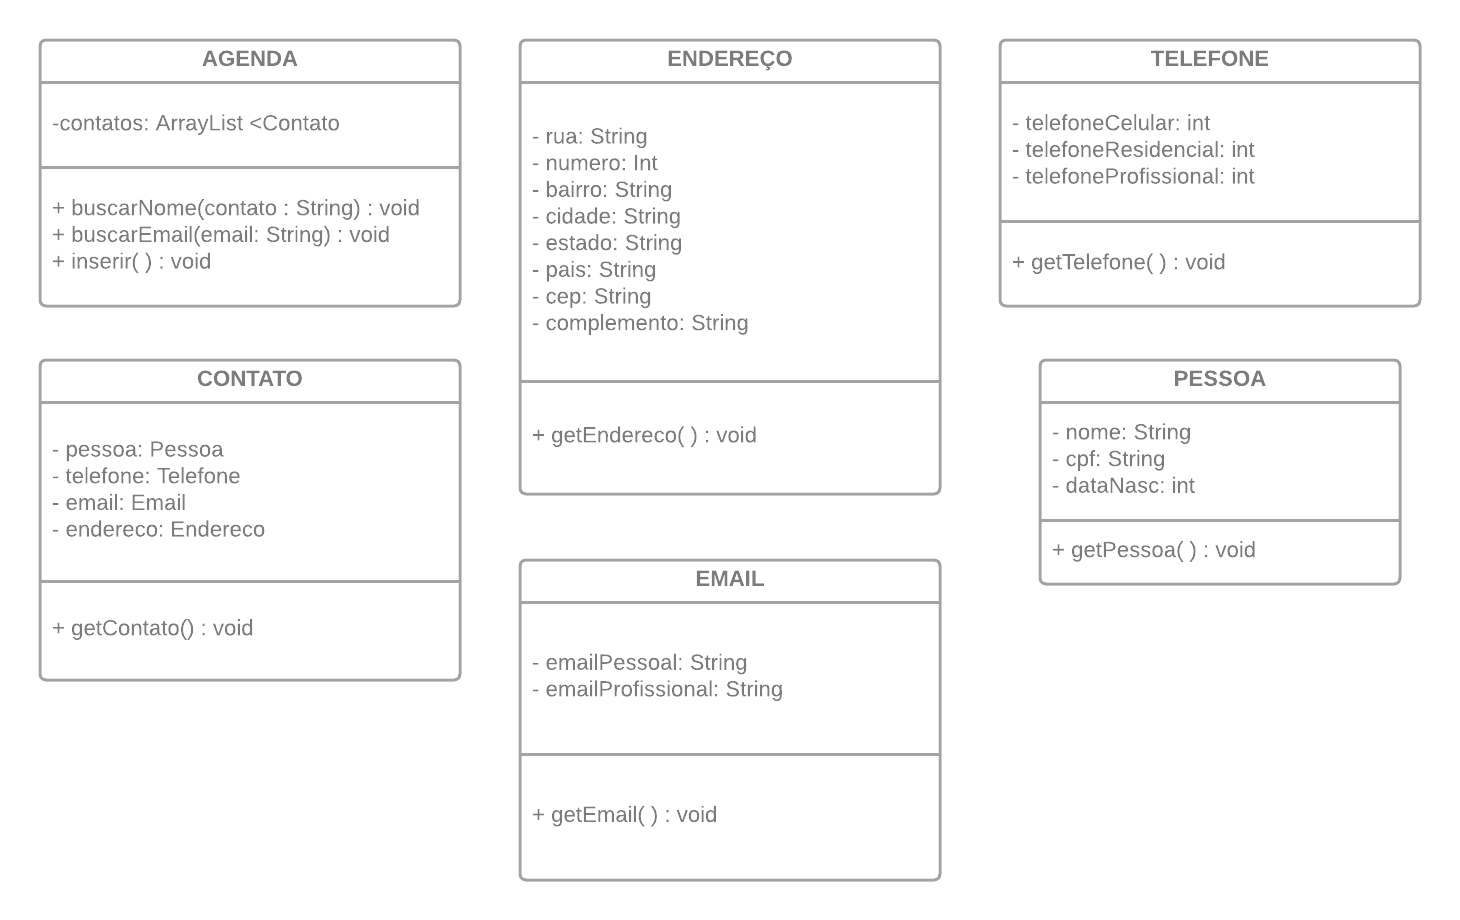 AGENDA
-contatos: ArrayList <Contato
+ buscarNome(contato : String) : void
+ buscarEmail(email: String) : void
+ inserir( ) : void
CONTATO
- pessoa: Pessoa
- telefone: Telefone
- email: Email
- endereco: Endereco
+ getContato() : void
ENDEREÇO
- rua: String
- numero: Int
- bairro: String
- cidade: String
- estado: String
- pais: String
- cep: String
- complemento: String
+ getEndereco( ) : void
EMAIL
- emailPessoal: String
- emailProfissional: String
+ getEmail( ) : void
TELEFONE
- telefoneCelular: int
- telefoneResidencial: int
- telefoneProfissional: int
+ getTelefone( ) : void
PESSOA
- nome: String
- cpf: String
- dataNasc: int
+ getPessoa( ) : void